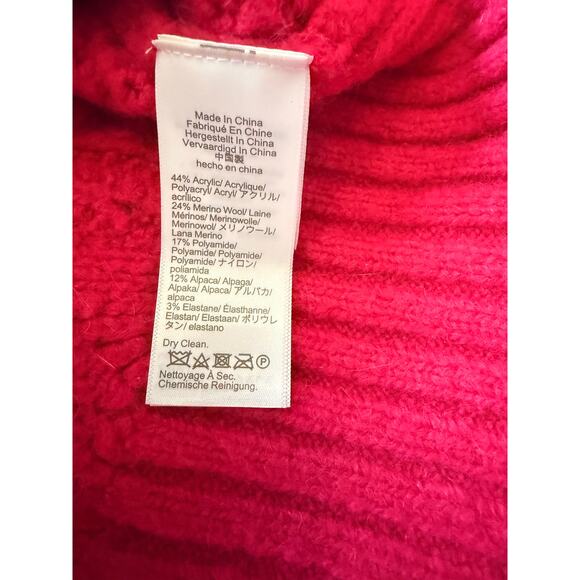 Made In China
Fabriqué En Chine
Hergestellt In China
Vervaardigd In China
中国製
hecho en china
44% Acrylic/ Acrylique/
Polyacryl/ Acryl/ アクリル/
acrílico
24% Merino Wool/ Laine
Mérinos/ Merinowolle/
Merinowol/ メリノウール/
Lana Merino
17% Polyamide/
Polyamide/ Polyamid/
Polyamide/ ナイロン/
poliamida
12% Alpaca/ Alpaga/
Alpaka/ Alpaca/ アルパカ/
alpaca
3% Elastane/ Élasthanne/
Elastan/ Elastaan/ ポリウレ
タン/ elastano
Dry Clean.
P
Nettoyage À Sec.
Chemische Reinigung.